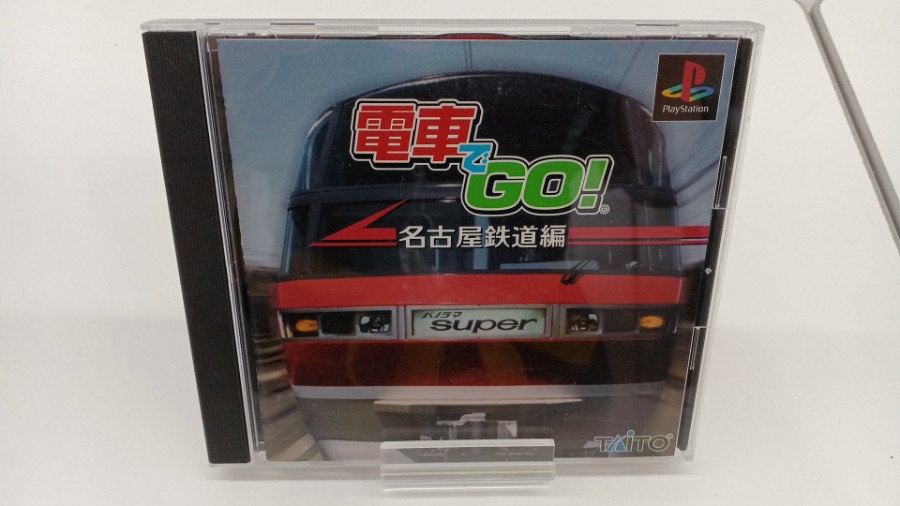 PlayStation
電車でGO!
名古屋鉄道編
パノラマ
super
TAITO